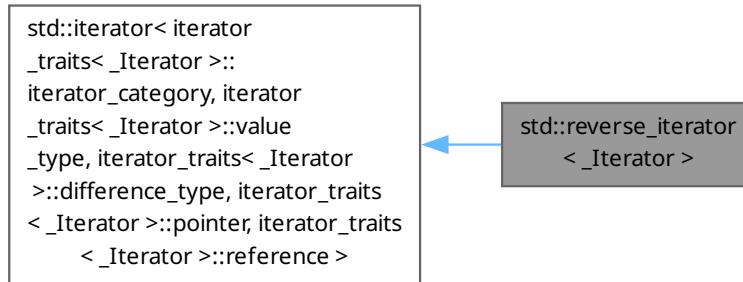 std::iterator< iterator
_traits< _Iterator >::
iterator_category, iterator
_traits< _Iterator >::value
_type, iterator_traits< _Iterator
>::difference_type, iterator_traits
< _Iterator >::pointer, iterator_traits
< _Iterator >::reference >
std::reverse_iterator
< _Iterator >